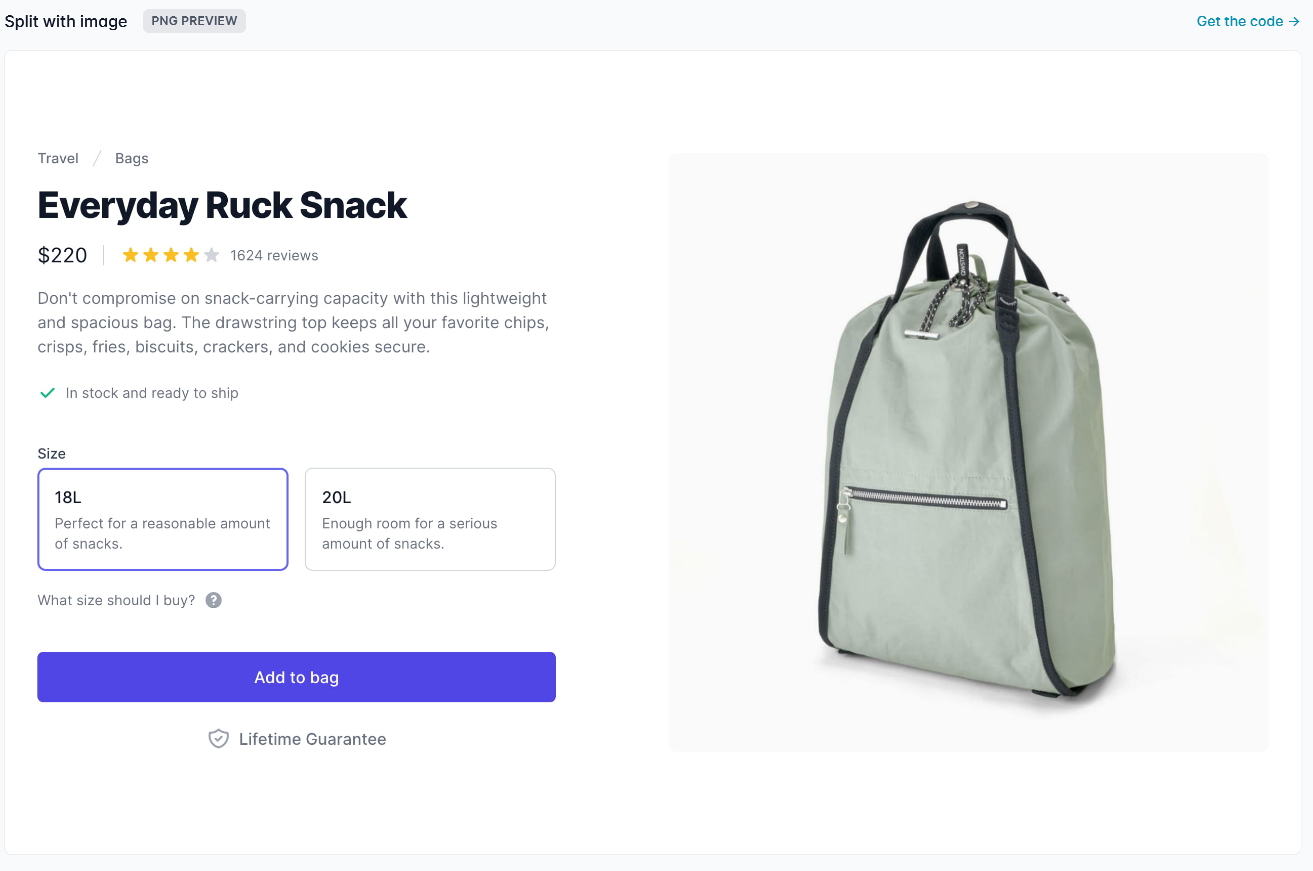 Split with image
PNG PREVIEW
Get the code →
Travel / Bags
Everyday Ruck Snack
$220
1624 reviews
Don't compromise on snack-carrying capacity with this lightweight
and spacious bag. The drawstring top keeps all your favorite chips,
crisps, fries, biscuits, crackers, and cookies secure.
In stock and ready to ship
Size
18L
Perfect for a reasonable amount
of snacks.
20L
Enough room for a serious
amount of snacks.
What size should I buy? ?
Add to bag
Lifetime Guarantee